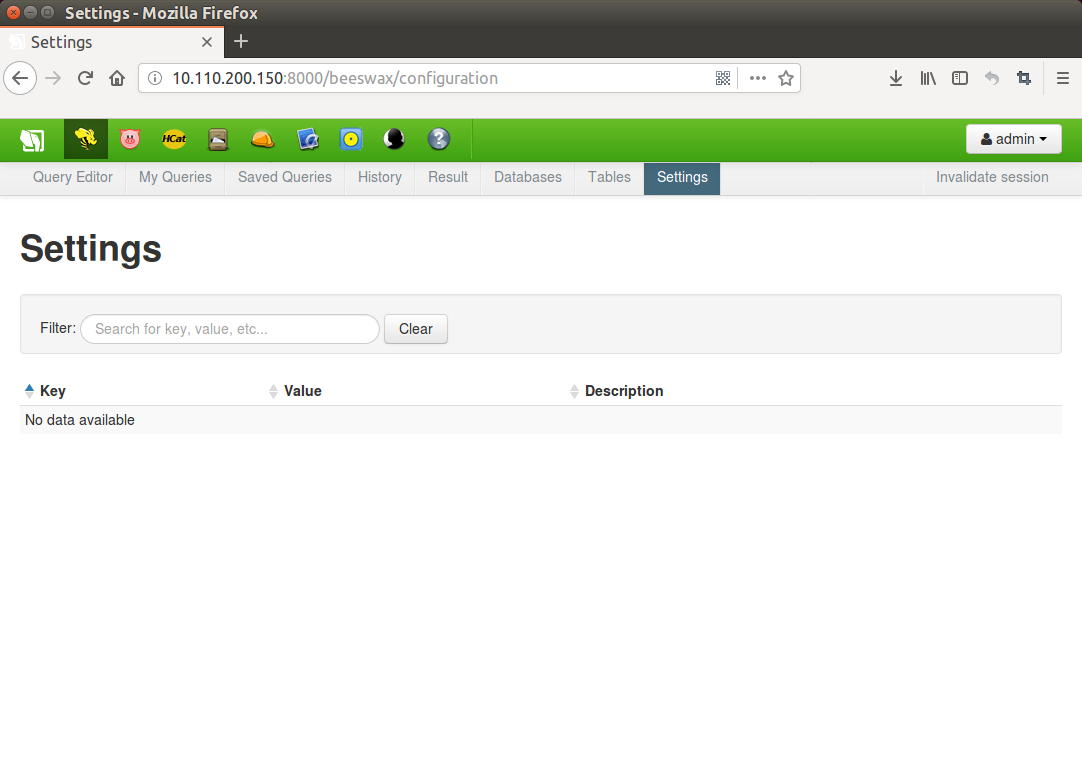 Settings - Mozilla Firefox
Settings
10.110.200.150:8000/beeswax/configuration
HCat
admin
Query Editor My Queries Saved Queries History Result Databases Tables Settings Invalidate session
Settings
Filter: Search for key, value, etc... Clear
Key Value Description
No data available